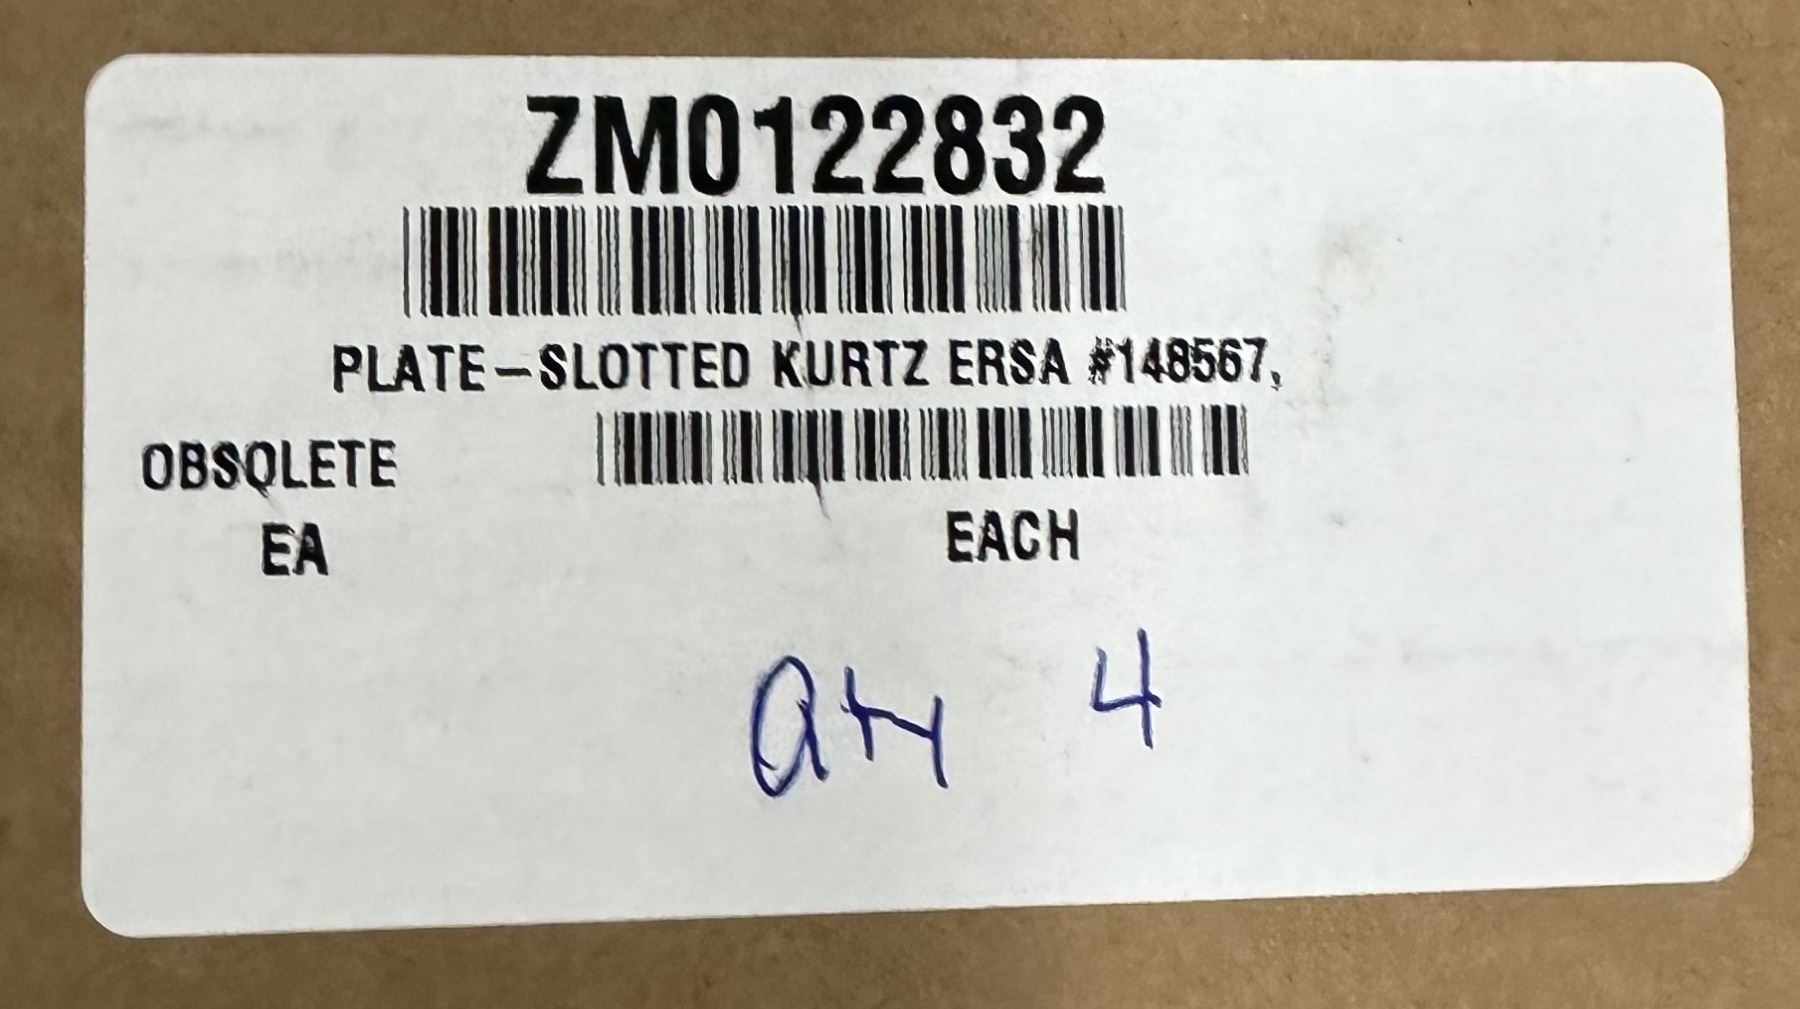 ZM0122832
PLATE-SLOTTED KURTZ ERSA #148567,
OBSOLETE
EA EACH
Qty 4